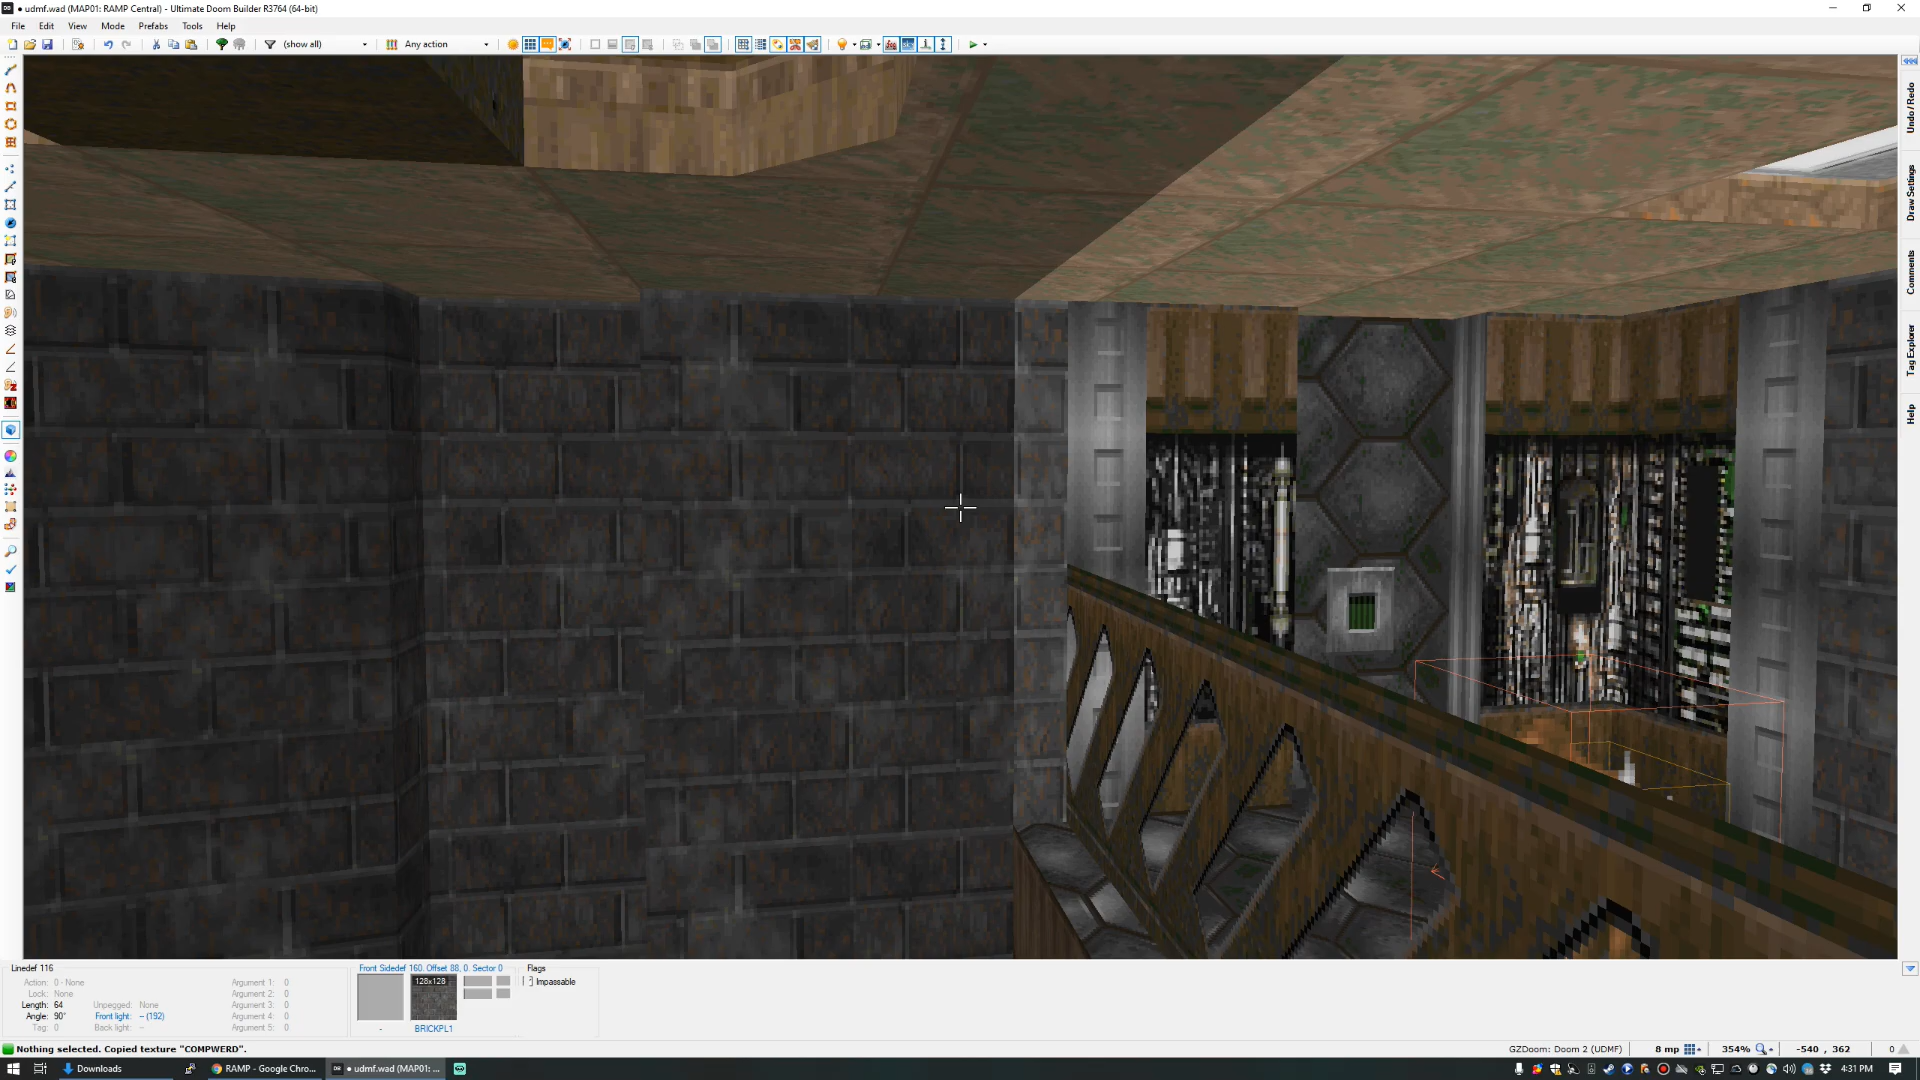 ● udmf.wad (MAP01: RAMP Central) - Ultimate Doom Builder R3764 (64-bit)
File Edit View Mode Prefabs Tools Help
(show all) Any action
Undo / Redo
Draw Settings
Comments
Tag Explorer
Help
Linedef 116
Action: 0 - None
Lock: None
Length: 64
Angle: 90°
Tag: 0
Unpegged: None
Front light: -- (192)
Back light: --
Argument 1: 0
Argument 2: 0
Argument 3: 0
Argument 4: 0
Argument 5: 0
Front Sidedef 160. Offset 88, 0. Sector 0
128x128
-
BRICKPL1
Flags
Impassable
Nothing selected. Copied texture "COMPWERD".
GZDoom: Doom 2 (UDMF) 8 mp 354% -540 , 362 0
Downloads
RAMP - Google Chro...
● udmf.wad (MAP01: ...
4:31 PM